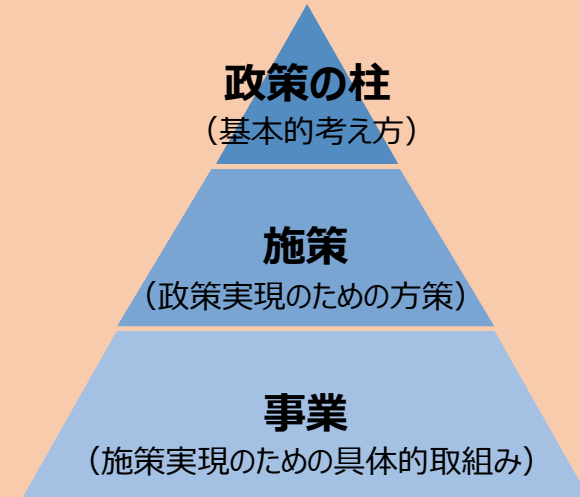 政策の柱
（基本的考え方）
施策
（政策実現のための方策）
事業
（施策実現のための具体的取組み）